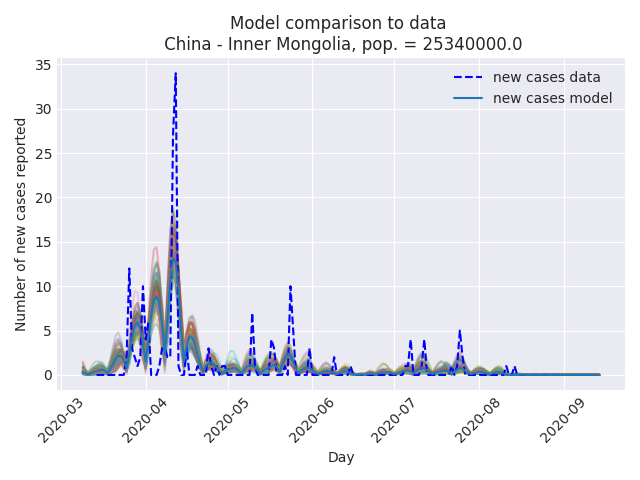 Model comparison to data
China - Inner Mongolia, pop. = 25340000.0
new cases data
new cases model
Number of new cases reported
35
30
25
20
15
10
5
0
2020-03
2020-04
2020-05
2020-06
2020-07
2020-08
2020-09
Day